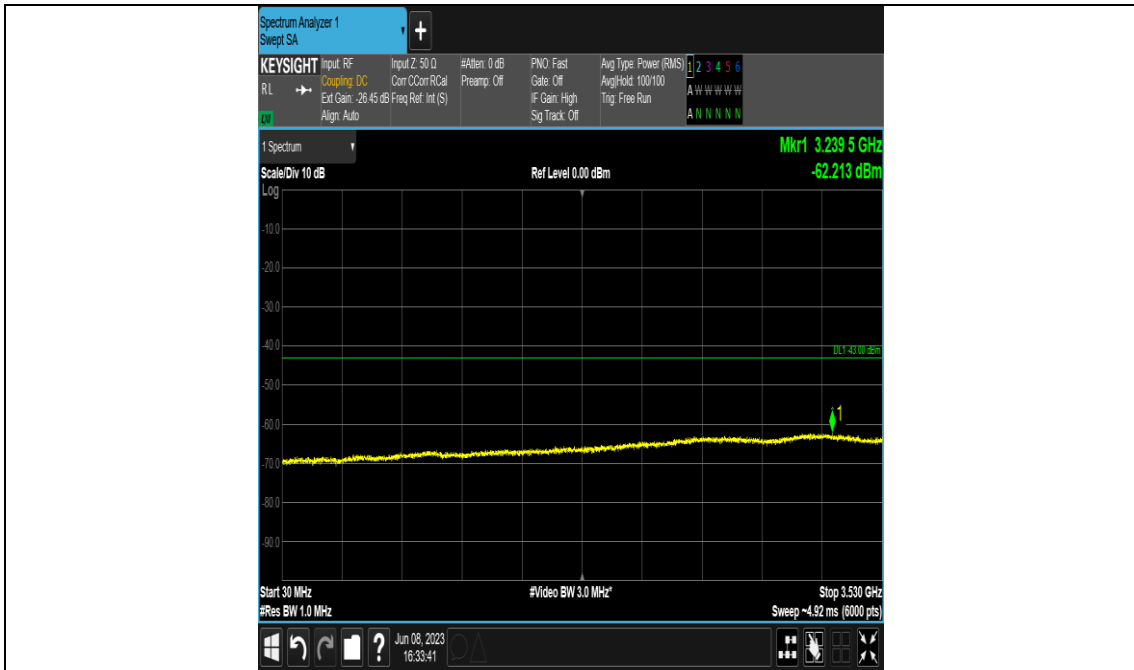 Spectrum Analyzer 1
Swept SA
+
KEYSIGHT
RL
LXI
Input: RF
Coupling: DC
Ext Gain: -26.45 dB
Align: Auto
Input Z: 50 Ω
Corr CCorr RCal
Freq Ref: Int (S)
#Atten: 0 dB
Preamp: Off
PNO: Fast
Gate: Off
IF Gain: High
Sig Track: Off
Avg Type: Power (RMS)
Avg|Hold: 100/100
Trig: Free Run
1 2 3 4 5 6
A W W W W W
A N N N N N
1 Spectrum
Mkr1 3.239 5 GHz
Scale/Div 10 dB
Ref Level 0.00 dBm
-62.213 dBm
Log
-10.0
-20.0
-30.0
-40.0
DL1 -43.00 dBm
-50.0
-60.0
1
-70.0
-80.0
-90.0
Start 30 MHz
#Video BW 3.0 MHz*
Stop 3.530 GHz
#Res BW 1.0 MHz
Sweep ~4.92 ms (6000 pts)
?
Jun 08, 2023
16:33:41